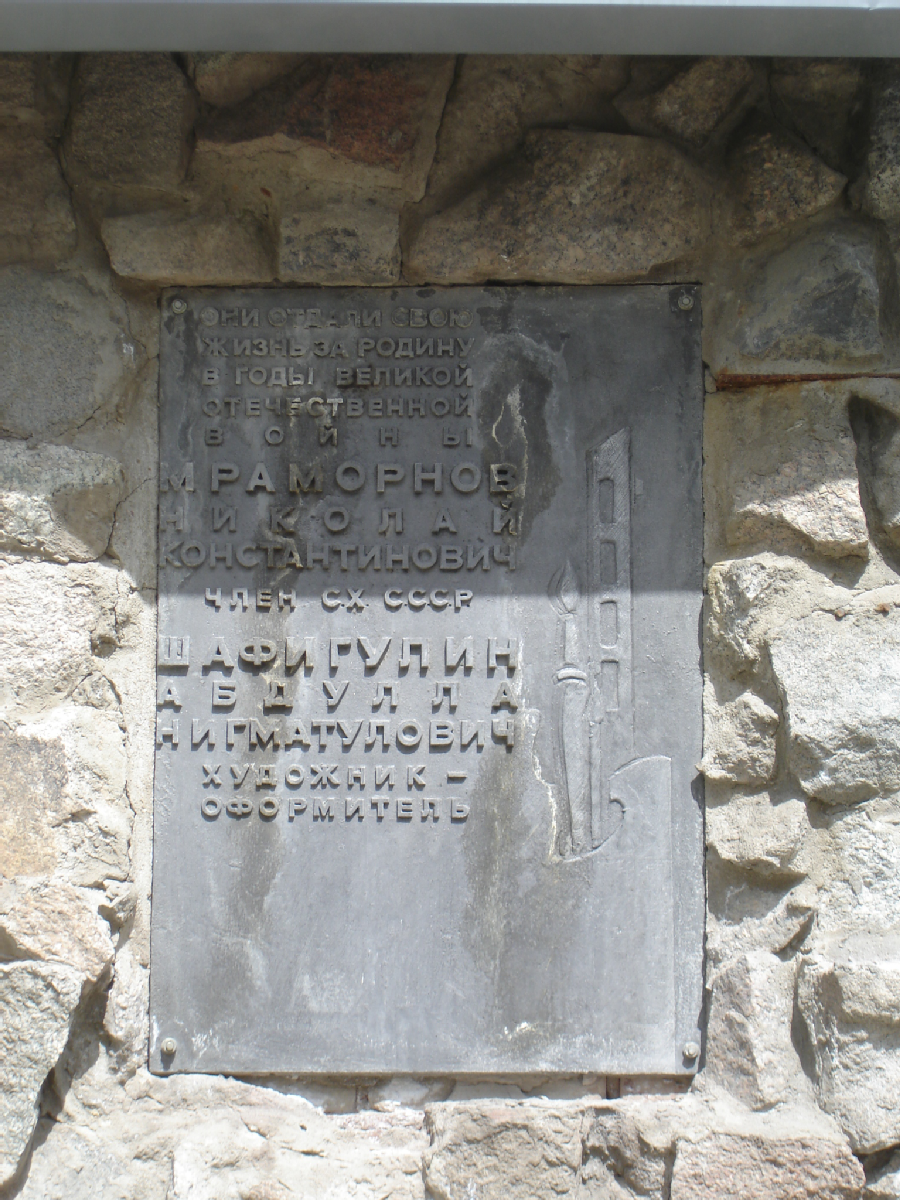 ОНИ ОТДАЛИ СВОЮ
ЖИЗНЬ ЗА РОДИНУ
В ГОДЫ ВЕЛИКОЙ
ОТЕЧЕСТВЕННОЙ
ВОЙНЫ
МРАМОРНОВ
НИКОЛАЙ
КОНСТАНТИНОВИЧ
ЧЛЕН СХ С.С.С.Р.
ШАФИГУЛИН
АБДУЛЛА
НИГМАТУЛОВИЧ
ХУДОЖНИК –
ОФОРМИТЕЛЬ